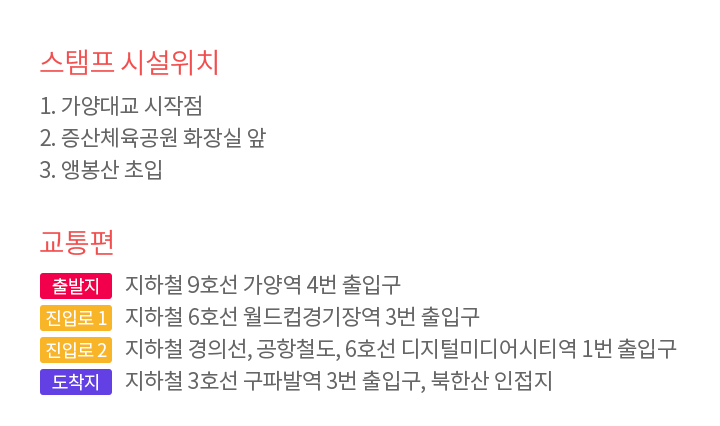 스탬프 시설위치
1. 가양대교 시작점
2. 증산체육공원 화장실 앞
3. 앵봉산 초입
교통편
출발지 지하철 9호선 가양역 4번 출입구
진입로 1 지하철 6호선 월드컵경기장역 3번 출입구
진입로 2 지하철 경의선, 공항철도, 6호선 디지털미디어시티역 1번 출입구
도착지 지하철 3호선 구파발역 3번 출입구, 북한산 인접지